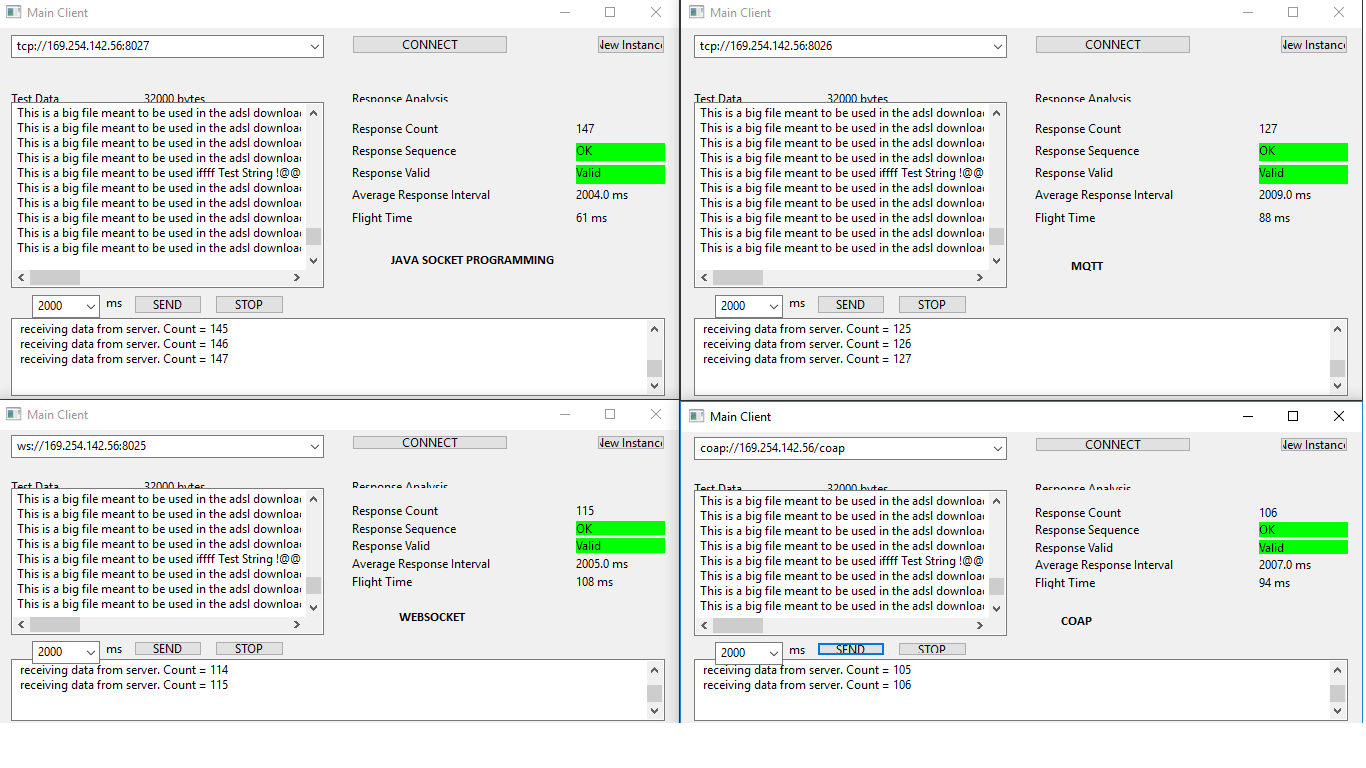 Main Client
tcp://169.254.142.56:8027
CONNECT
New Instance
Test Data 32000 bytes
Response Analysis
This is a big file meant to be used in the adsl downloa
This is a big file meant to be used in the adsl downloa
This is a big file meant to be used in the adsl downloa
This is a big file meant to be used in the adsl downloa
This is a big file meant to be used iffff Test String !@@
This is a big file meant to be used in the adsl downloa
This is a big file meant to be used in the adsl downloa
This is a big file meant to be used in the adsl downloa
This is a big file meant to be used in the adsl downloa
This is a big file meant to be used in the adsl downloa
Response Count 147
Response Sequence OK
Response Valid Valid
Average Response Interval 2004.0 ms
Flight Time 61 ms
JAVA SOCKET PROGRAMMING
2000 ms SEND STOP
receiving data from server. Count = 145
receiving data from server. Count = 146
receiving data from server. Count = 147
Main Client
tcp://169.254.142.56:8026
CONNECT
New Instance
Test Data 32000 bytes
Response Analysis
This is a big file meant to be used in the adsl downloa
This is a big file meant to be used in the adsl downloa
This is a big file meant to be used in the adsl downloa
This is a big file meant to be used in the adsl downloa
This is a big file meant to be used iffff Test String !@@
This is a big file meant to be used in the adsl downloa
This is a big file meant to be used in the adsl downloa
This is a big file meant to be used in the adsl downloa
This is a big file meant to be used in the adsl downloa
This is a big file meant to be used in the adsl downloa
Response Count 127
Response Sequence OK
Response Valid Valid
Average Response Interval 2009.0 ms
Flight Time 88 ms
MQTT
2000 ms SEND STOP
receiving data from server. Count = 125
receiving data from server. Count = 126
receiving data from server. Count = 127
Main Client
ws://169.254.142.56:8025
CONNECT
New Instance
Test Data 32000 bytes
Response Analysis
This is a big file meant to be used in the adsl downloa
This is a big file meant to be used in the adsl downloa
This is a big file meant to be used in the adsl downloa
This is a big file meant to be used in the adsl downloa
This is a big file meant to be used iffff Test String !@@
This is a big file meant to be used in the adsl downloa
This is a big file meant to be used in the adsl downloa
This is a big file meant to be used in the adsl downloa
Response Count 115
Response Sequence OK
Response Valid Valid
Average Response Interval 2005.0 ms
Flight Time 108 ms
WEBSOCKET
2000 ms SEND STOP
receiving data from server. Count = 114
receiving data from server. Count = 115
Main Client
coap://169.254.142.56/coap
CONNECT
New Instance
Test Data 32000 bytes
Response Analysis
This is a big file meant to be used in the adsl downloa
This is a big file meant to be used in the adsl downloa
This is a big file meant to be used in the adsl downloa
This is a big file meant to be used in the adsl downloa
This is a big file meant to be used iffff Test String !@@
This is a big file meant to be used in the adsl downloa
This is a big file meant to be used in the adsl downloa
This is a big file meant to be used in the adsl downloa
Response Count 106
Response Sequence OK
Response Valid Valid
Average Response Interval 2007.0 ms
Flight Time 94 ms
COAP
2000 ms SEND STOP
receiving data from server. Count = 105
receiving data from server. Count = 106